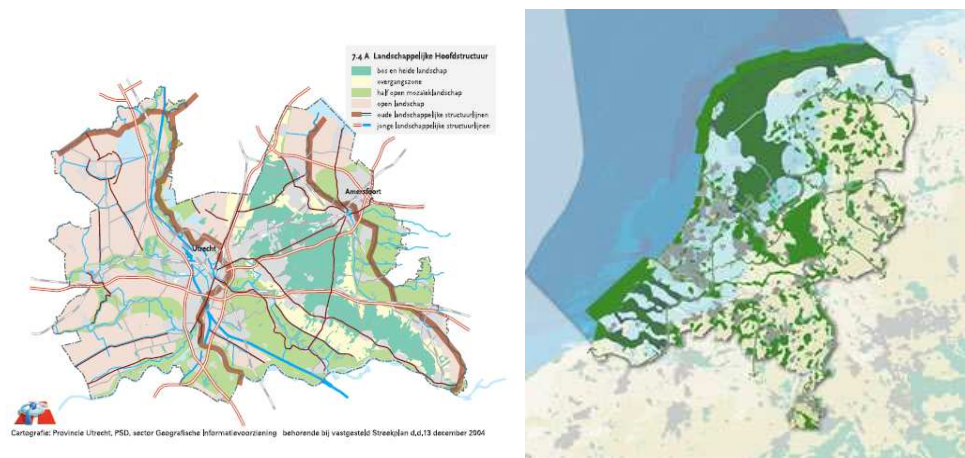 7.4 A Landschappelijke Hoofdstructuur
bos en heide landschap
overgangszone
half open mozaïeklandschap
open landschap
oude landschappelijke structuurlijnen
jonge landschappelijke structuurlijnen
Amersfoort
Utrecht
Cartografie: Provincie Utrecht, PSD, sector Geografische Informatievoorziening behorende bij vastgesteld Streekplan d,d,13 december 2004